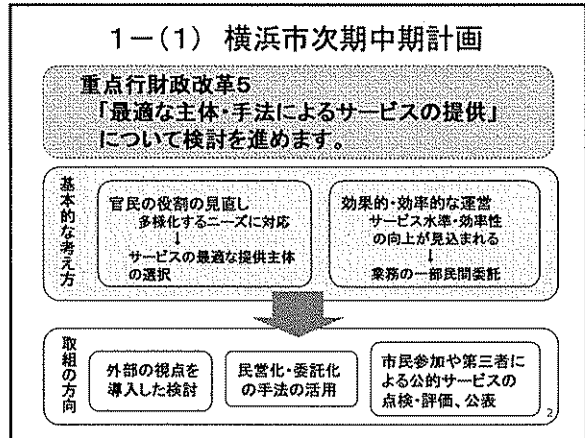 1－(1) 横浜市次期中期計画
重点行財政改革5
「最適な主体・手法によるサービスの提供」
について検討を進めます。
基本的な考え方
官民の役割の見直し
多様化するニーズに対応
↓
サービスの最適な提供主体
の選択
効果的・効率的な運営
サービス水準・効率性
の向上が見込まれる
↓
業務の一部民間委託
取組の方向
外部の視点を
導入した検討
民営化・委託化
の手法の活用
市民参加や第三者に
よる公的サービスの
点検・評価、公表
2